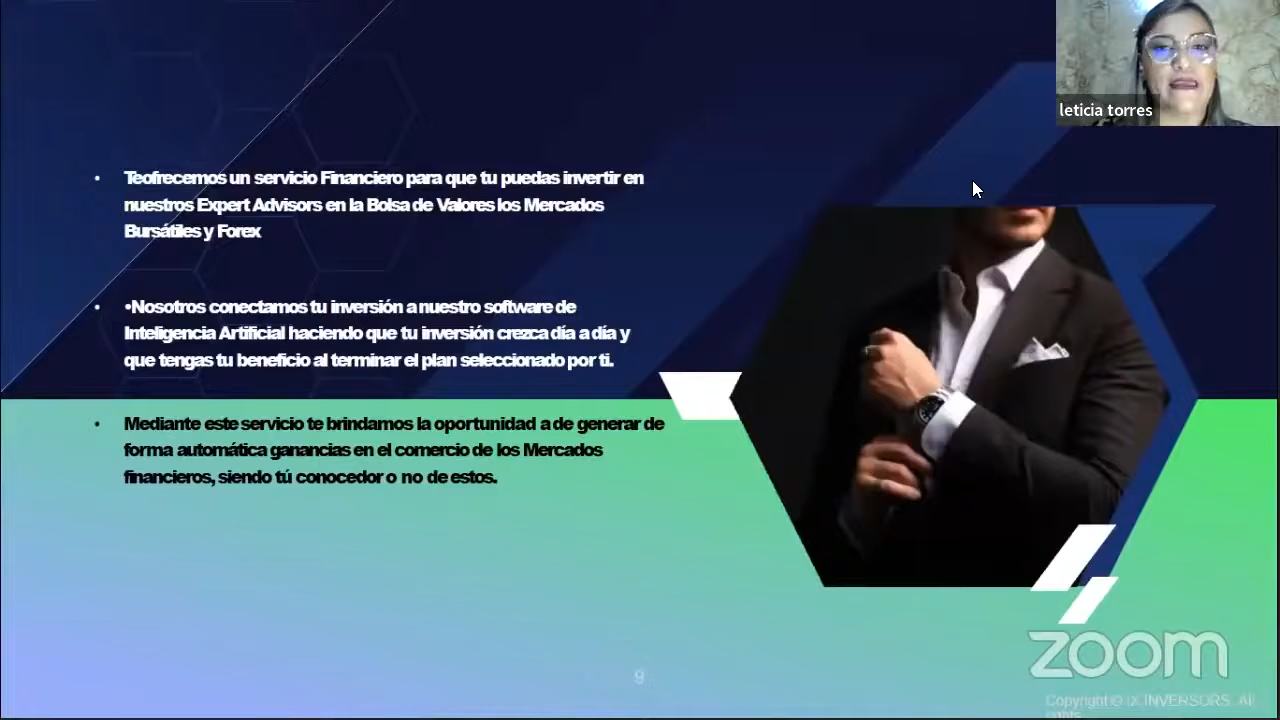 leticia torres
• Teofrecemos un servicio Financiero para que tu puedas invertir en
nuestros Expert Advisors en la Bolsa de Valores los Mercados
Bursátiles y Forex
• •Nosotros conectamos tu inversión a nuestro software de
Inteligencia Artificial haciendo que tu inversión crezca día a día y
que tengas tu beneficio al terminar el plan seleccionado por ti.
• Mediante este servicio te brindamos la oportunidad a de generar de
forma automática ganancias en el comercio de los Mercados
financieros, siendo tú conocedor o no de estos.
zoom
9
Copyright © IX INVERSORS. All